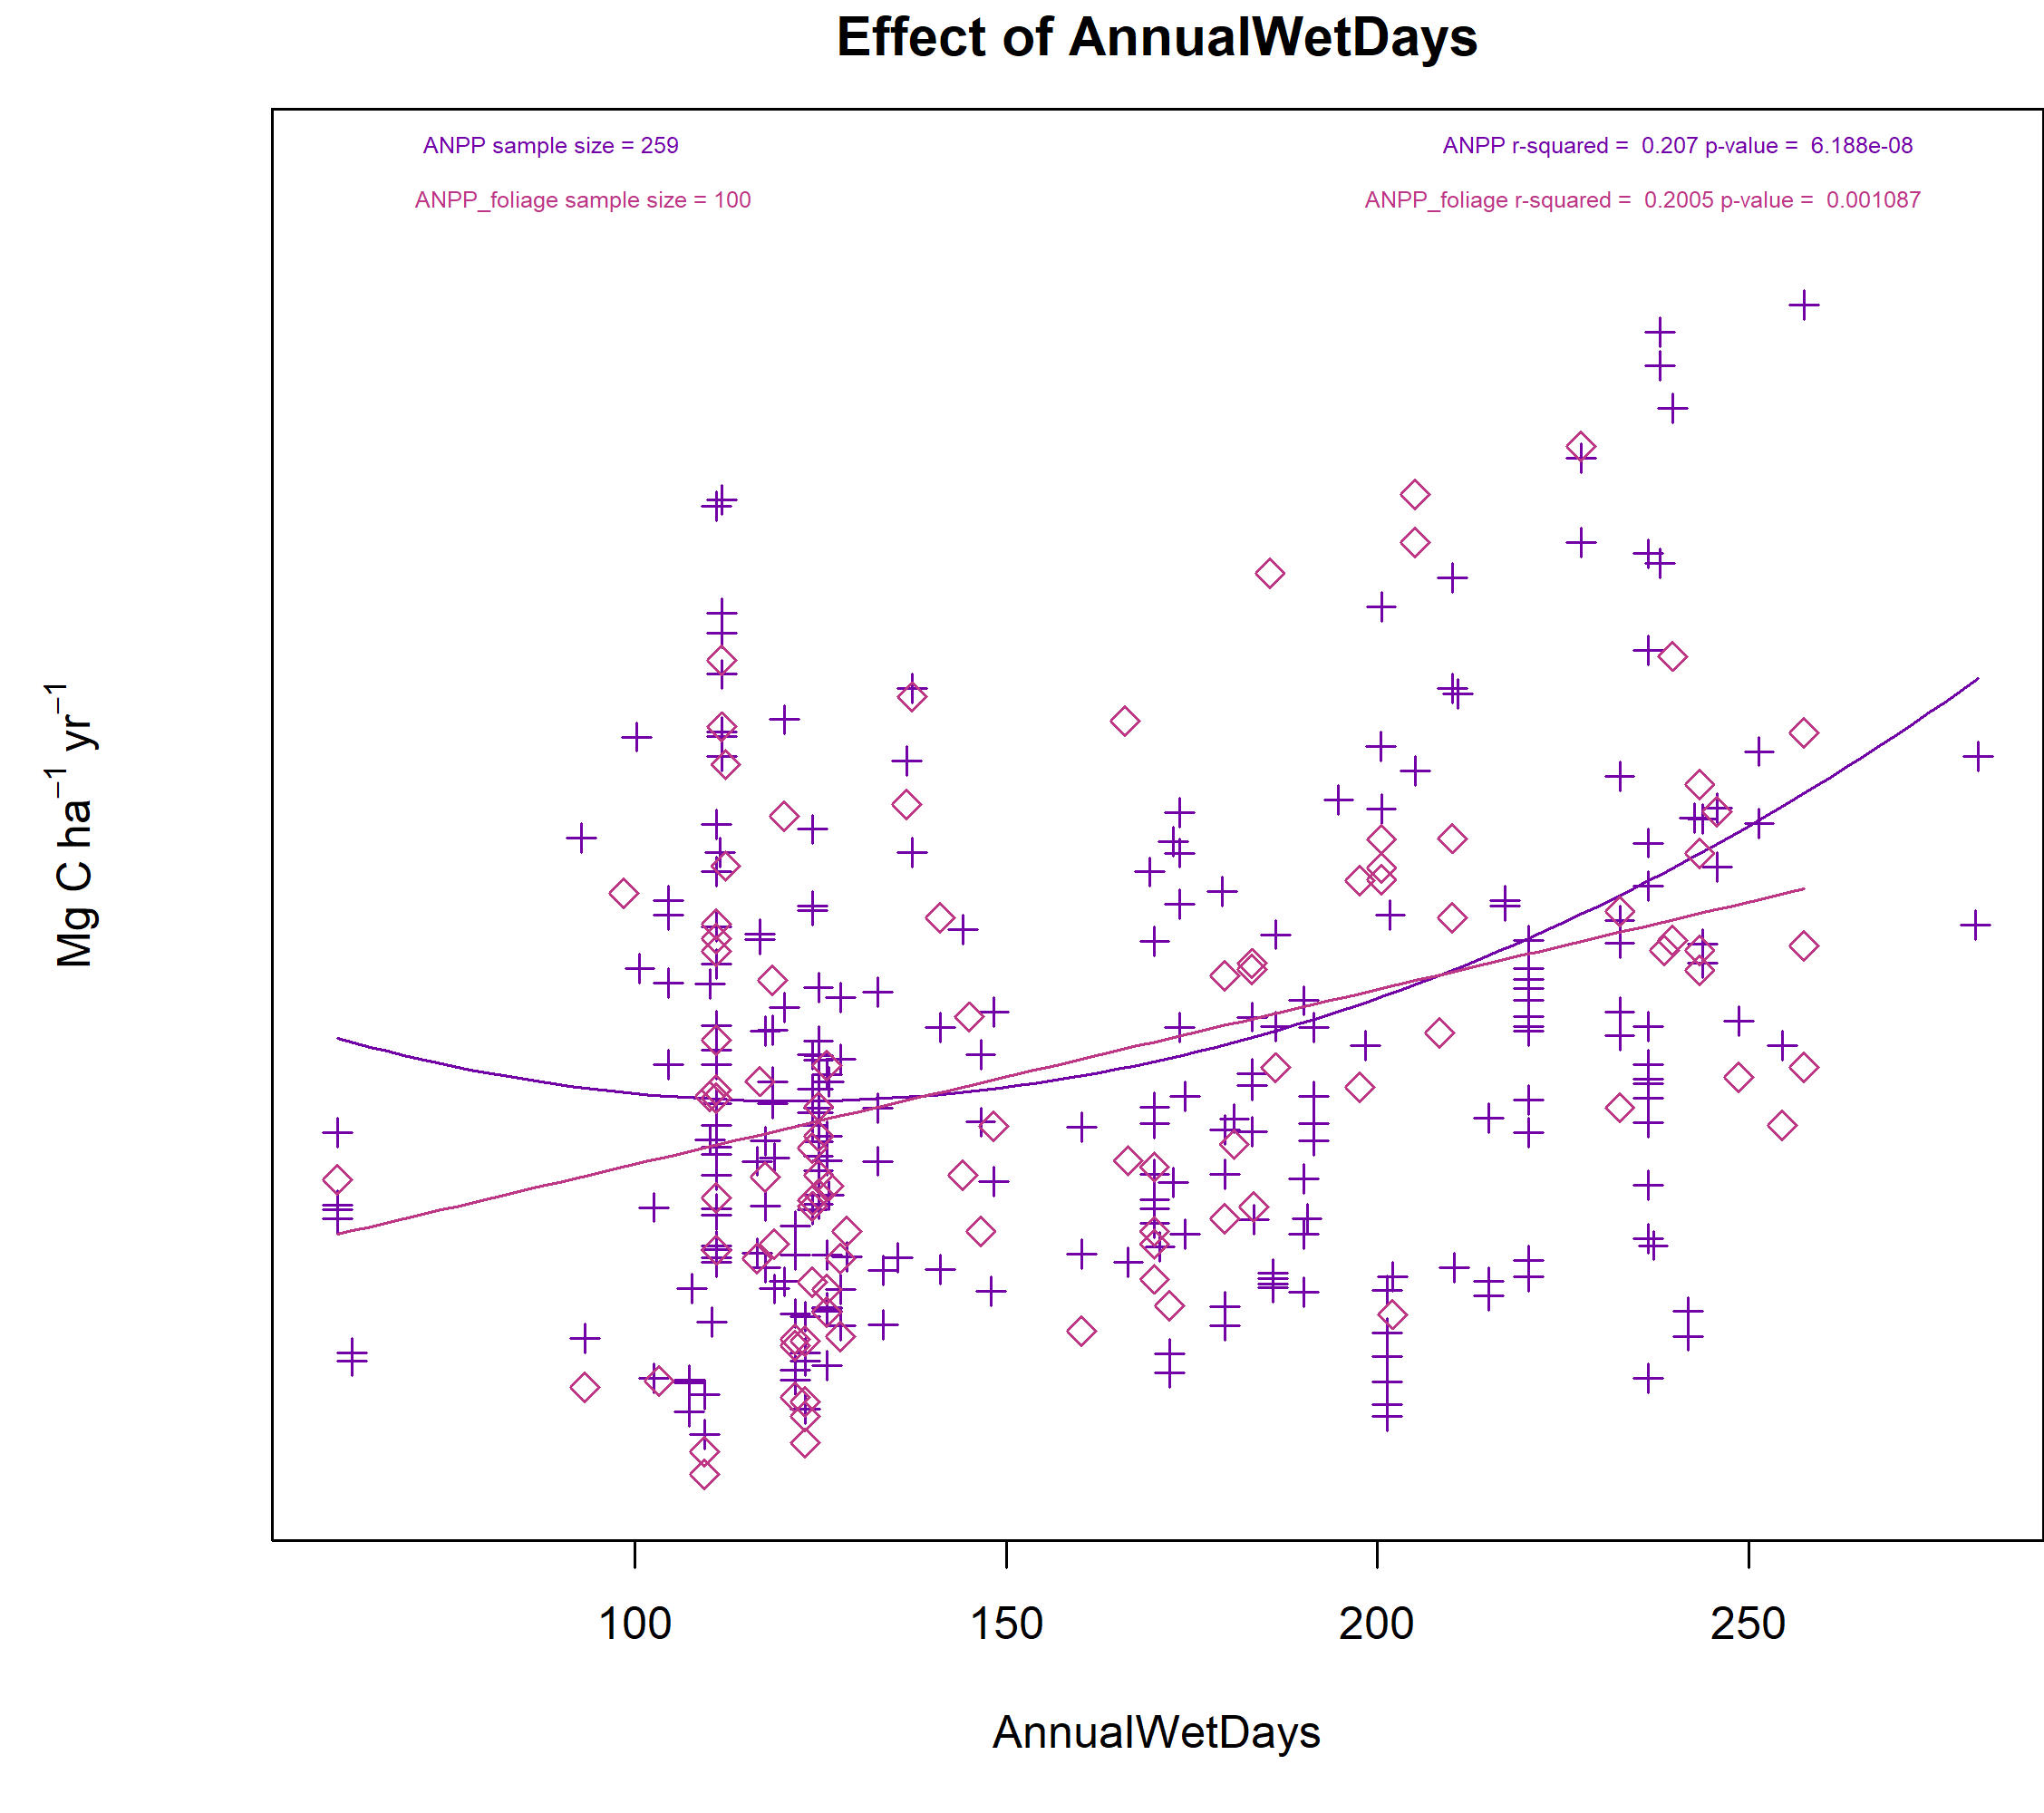 Effect of AnnualWetDays
ANPP sample size = 259
ANPP r-squared =  0.207 p-value =  6.188e-08
ANPP_foliage sample size = 100
ANPP_foliage r-squared =  0.2005 p-value =  0.001087
Mg C ha⁻¹ yr⁻¹
100 150 200 250
AnnualWetDays